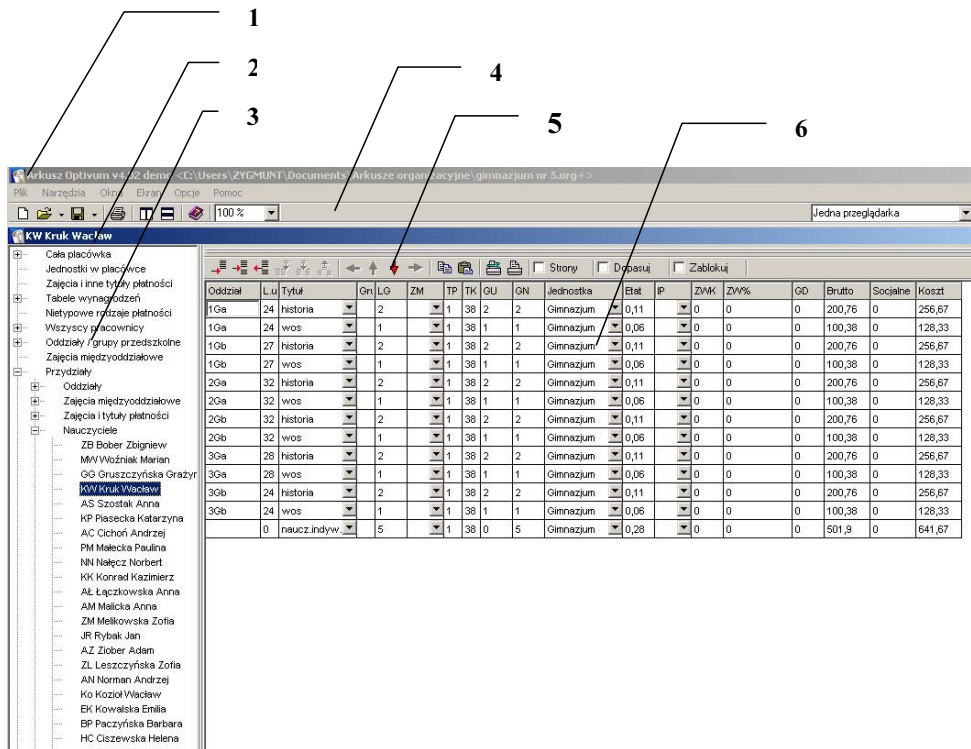 1
2
4
3
5
6
Arkusz Optivum v4.02 demo <C:\Users\ZYGMUNT\Documents\Arkusze organizacyjne\gimnazjum nr 5.org+>
Plik Narzędzia Okna Ekran Opcje Pomoc
100 % Jedna przeglądarka
KW Kruk Wacław
Cała placówka
Jednostki w placówce
Zajęcia i inne tytuły płatności
Tabele wynagrodzeń
Nietypowe rodzaje płatności
Wszyscy pracownicy
Oddziały / grupy przedszkolne
Zajęcia międzyoddziałowe
Przydziały
Oddziały
Zajęcia międzyoddziałowe
Zajęcia i tytuły płatności
Nauczyciele
ZB Bober Zbigniew
MW Woźniak Marian
GG Gruszczyńska Grażyr
KW Kruk Wacław
AS Szostak Anna
KP Piasecka Katarzyna
AC Cichoń Andrzej
PM Małecka Paulina
NN Nałęcz Norbert
KK Konrad Kazimierz
AŁ Łączkowska Anna
AM Malicka Anna
ZM Melikowska Zofia
JR Rybak Jan
AZ Ziober Adam
ZL Leszczyńska Zofia
AN Norman Andrzej
Ko Kozioł Wacław
EK Kowalska Emilia
BP Paczyńska Barbara
HC Ciszewska Helena
Strony Dopasuj Zablokuj
Oddział L.u Tytuł Gru LG ZM TP TK GU GN Jednostka Etat IP ZWK ZW% GD Brutto Socjalne Koszt
1Ga 24 historia 2 1 38 2 2 Gimnazjum 0,11 0 0 0 200,76 0 256,67
1Ga 24 wos 1 1 38 1 1 Gimnazjum 0,06 0 0 0 100,38 0 128,33
1Gb 27 historia 2 1 38 2 2 Gimnazjum 0,11 0 0 0 200,76 0 256,67
1Gb 27 wos 1 1 38 1 1 Gimnazjum 0,06 0 0 0 100,38 0 128,33
2Ga 32 historia 2 1 38 2 2 Gimnazjum 0,11 0 0 0 200,76 0 256,67
2Ga 32 wos 1 1 38 1 1 Gimnazjum 0,06 0 0 0 100,38 0 128,33
2Gb 32 historia 2 1 38 2 2 Gimnazjum 0,11 0 0 0 200,76 0 256,67
2Gb 32 wos 1 1 38 1 1 Gimnazjum 0,06 0 0 0 100,38 0 128,33
3Ga 28 historia 2 1 38 2 2 Gimnazjum 0,11 0 0 0 200,76 0 256,67
3Ga 28 wos 1 1 38 1 1 Gimnazjum 0,06 0 0 0 100,38 0 128,33
3Gb 24 historia 2 1 38 2 2 Gimnazjum 0,11 0 0 0 200,76 0 256,67
3Gb 24 wos 1 1 38 1 1 Gimnazjum 0,06 0 0 0 100,38 0 128,33
0 naucz.indyw. 5 1 38 0 5 Gimnazjum 0,28 0 0 0 501,9 0 641,67